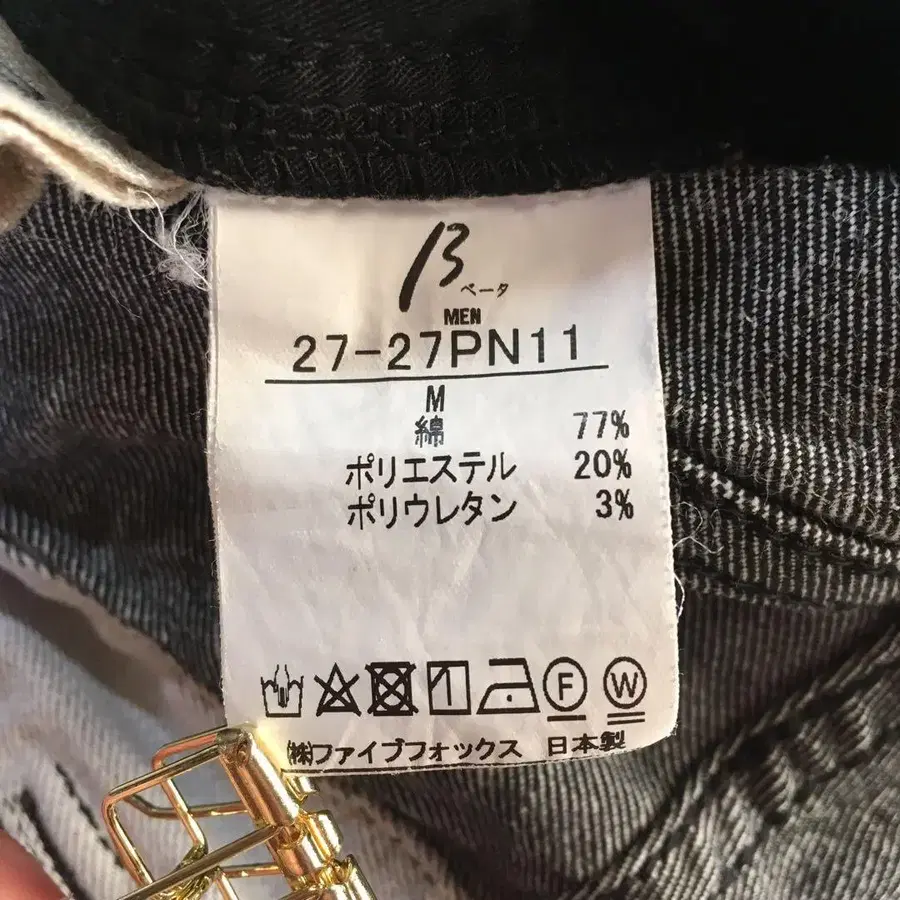 β
ベータ
MEN
27-27PN11
M
綿 77%
ポリエステル 20%
ポリウレタン 3%
F W
㈱ファイブフォックス 日本製